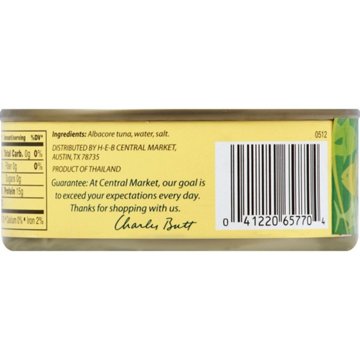 Amount/serving %DV*
Total Carb. 0g 0%
Fiber 0g 0%
Sugars 0g
Protein 15g
Calcium 0% • Iron 2%
Ingredients: Albacore tuna, water, salt.
0512
DISTRIBUTED BY H-E-B CENTRAL MARKET,
AUSTIN, TX 78735
PRODUCT OF THAILAND
Guarantee: At Central Market, our goal is
to exceed your expectations every day.
Thanks for shopping with us.
Charles Butt
0 41220 65770 4